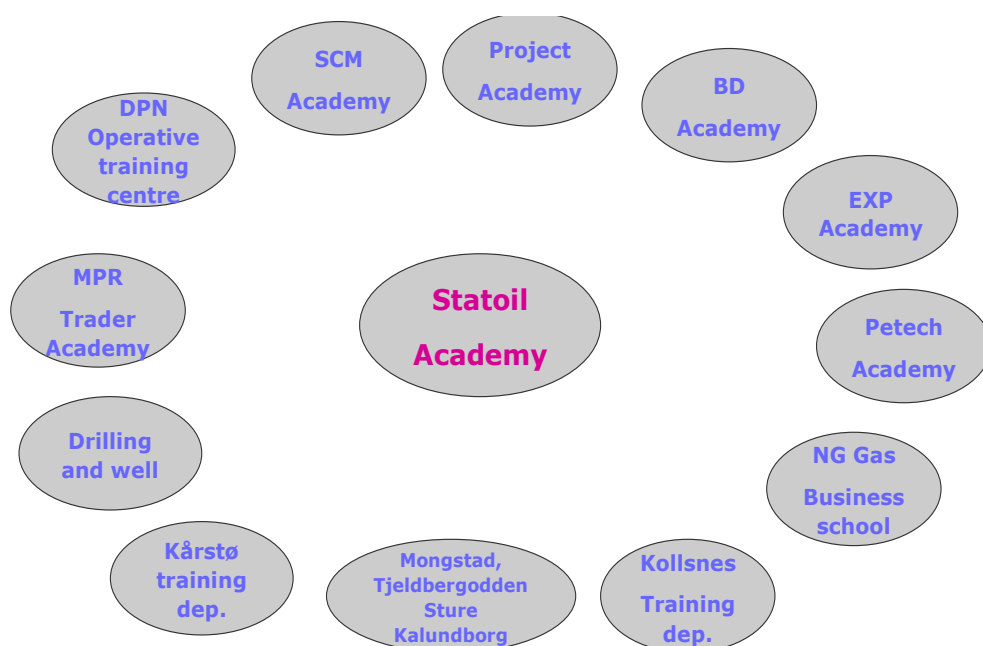 SCM
Academy
Project
Academy
BD
Academy
DPN
Operative
training
centre
EXP
Academy
MPR
Trader
Academy
Statoil
Academy
Petech
Academy
Drilling
and well
NG Gas
Business
school
Kårstø
training
dep.
Mongstad,
Tjeldbergodden
Sture
Kalundborg
Kollsnes
Training
dep.